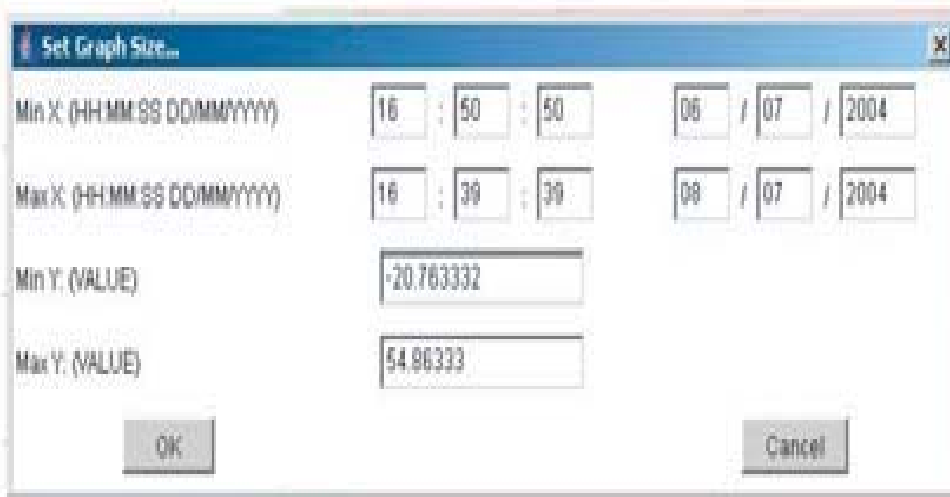 Set Graph Size...
Min X: (HH:MM:SS DD/MM/YYYY) 16 : 50 : 50 06 / 07 / 2004
Max X: (HH:MM:SS DD/MM/YYYY) 16 : 39 : 39 08 / 07 / 2004
Min Y: (VALUE) -20.763332
Max Y: (VALUE) 54.86333
OK Cancel